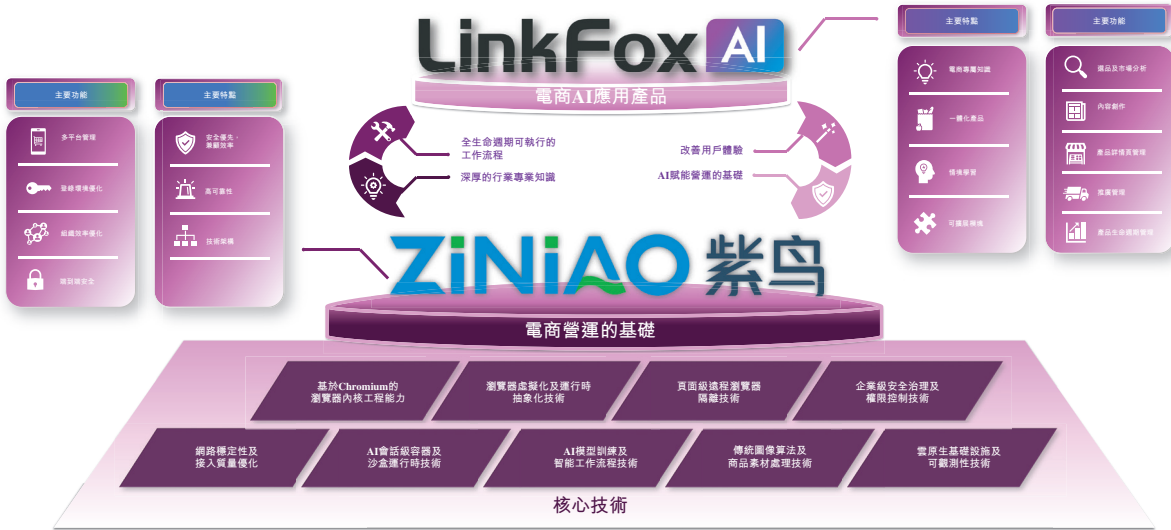 LinkFox AI
電商AI應用產品
主要特點
電商專屬知識
一體化產品
情境學習
可擴展模塊
主要功能
選品及市場分析
內容創作
產品詳情頁管理
推廣管理
產品生命週期管理
主要功能
多平台管理
登錄環境優化
組織效率優化
端到端安全
主要特點
安全優先、
兼顧效率
高可靠性
技術架構
全生命週期可執行的
工作流程
深厚的行業專業知識
改善用戶體驗
AI賦能營運的基礎
ZiNiAO 紫鸟
電商營運的基礎
基於Chromium的
瀏覽器內核工程能力
瀏覽器虛擬化及運行時
抽象化技術
頁面級遠程瀏覽器
隔離技術
企業級安全治理及
權限控制技術
網路穩定性及
接入質量優化
AI會話級容器及
沙盒運行時技術
AI模型訓練及
智能工作流程技術
傳統圖像算法及
商品素材處理技術
雲原生基礎設施及
可觀測性技術
核心技術